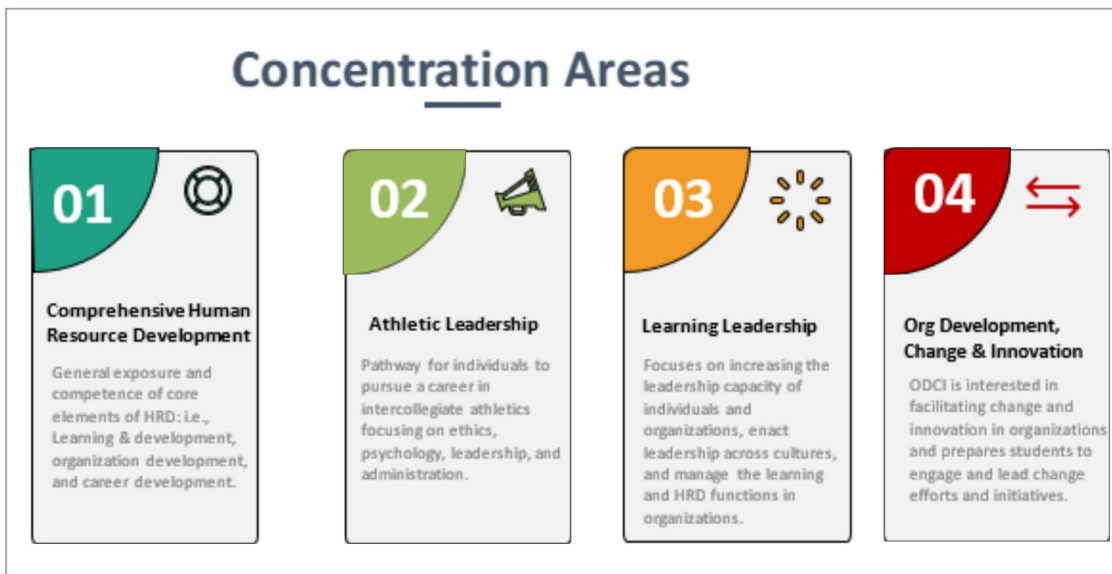 Concentration Areas
01
Comprehensive Human
Resource Development
General exposure and
competence of core
elements of HRD: i.e.,
Learning & development,
organization development,
and career development.
02
Athletic Leadership
Pathway for individuals to
pursue a career in
intercollegiate athletics
focusing on ethics,
psychology, leadership, and
administration.
03
Learning Leadership
Focuses on increasing the
leadership capacity of
individuals and
organizations, enact
leadership across cultures,
and manage the learning
and HRD functions in
organizations.
04
Org Development,
Change & Innovation
ODCI is interested in
facilitating change and
innovation in organizations
and prepares students to
engage and lead change
efforts and initiatives.